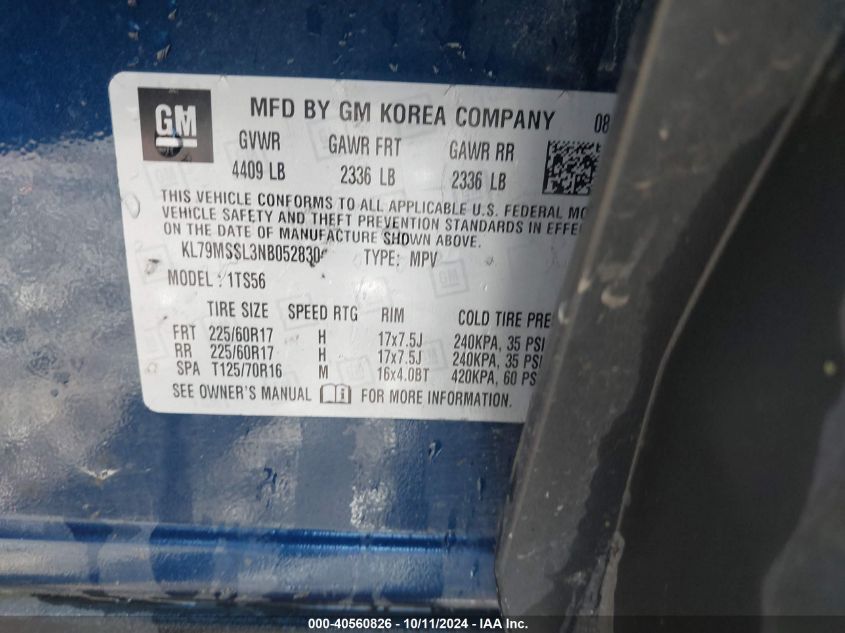 GM MFD BY GM KOREA COMPANY 08
GVWR GAWR FRT GAWR RR
4409 LB 2336 LB 2336 LB
THIS VEHICLE CONFORMS TO ALL APPLICABLE U.S. FEDERAL MO
VEHICLE SAFETY AND THEFT PREVENTION STANDARDS IN EFFE
ON THE DATE OF MANUFACTURE SHOWN ABOVE.
KL79MSSL3NB052830 TYPE: MPV
MODEL: 1TS56
TIRE SIZE SPEED RTG RIM COLD TIRE PRE
FRT 225/60R17 H 17x7.5J 240KPA, 35 PSI
RR 225/60R17 H 17x7.5J 240KPA, 35 PSI
SPA T125/70R16 M 16x4.0BT 420KPA, 60 PS
SEE OWNER'S MANUAL FOR MORE INFORMATION.
000-40560826 - 10/11/2024 - IAA Inc.